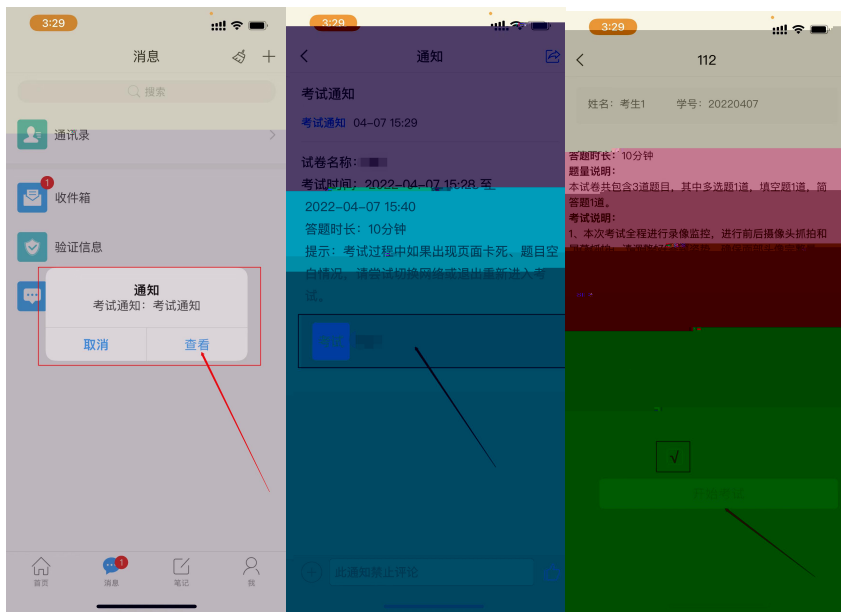 3:29
消息
搜索
通讯录
1
收件箱
验证信息
通知
考试通知：考试通知
取消
查看
1
首页
消息
笔记
我
3:29
通知
考试通知
考试通知 04-07 15:29
试卷名称：
考试时间：2022-04-07 15:28 至
2022-04-07 15:40
答题时长：10分钟
提示：考试过程中如果出现页面卡死、题目空
白情况，请尝试切换网络或退出重新进入考
试。
此通知禁止评论
3:29
112
姓名：考生1 学号：20220407
答题时长：10分钟
题量说明：
本试卷共包含3道题目，其中多选题1道，填空题1道，简
答题1道。
考试说明：
1、本次考试全程进行录像监控，进行前后摄像头抓拍和
√